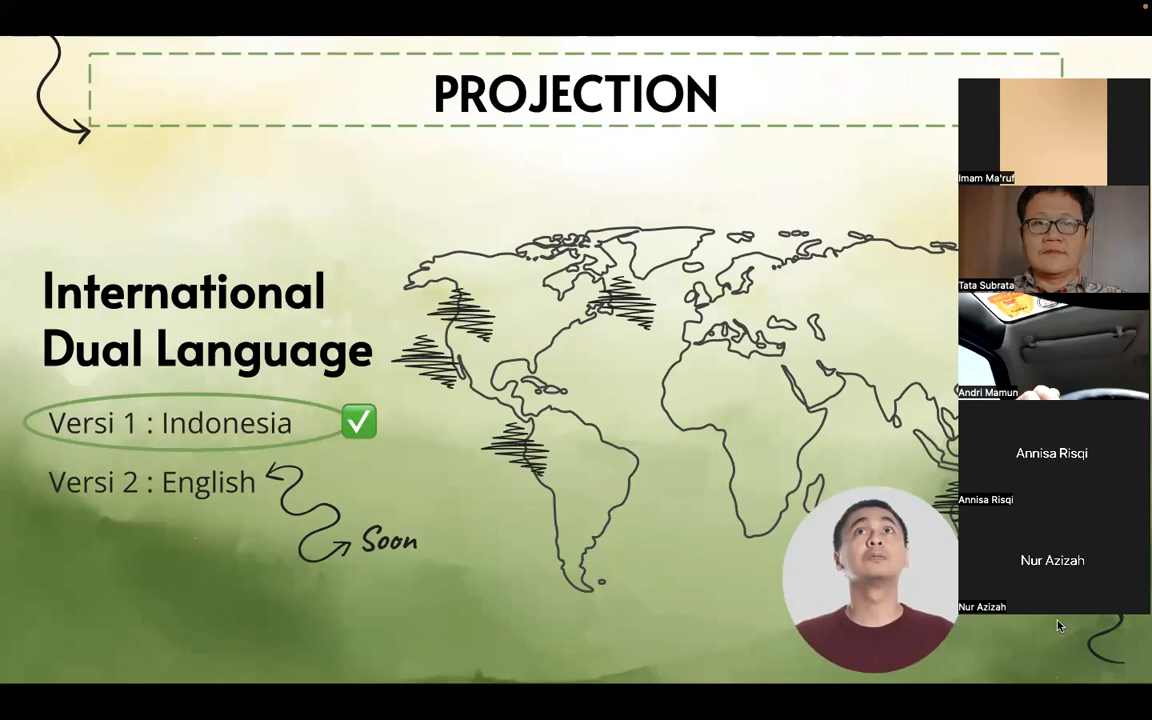 PROJECTION
International
Dual Language
Versi 1 : Indonesia
Versi 2 : English
Soon
Imam Ma'ruf
Tata Subrata
Andri Mamun
Annisa Risqi
Annisa Risqi
Nur Azizah
Nur Azizah